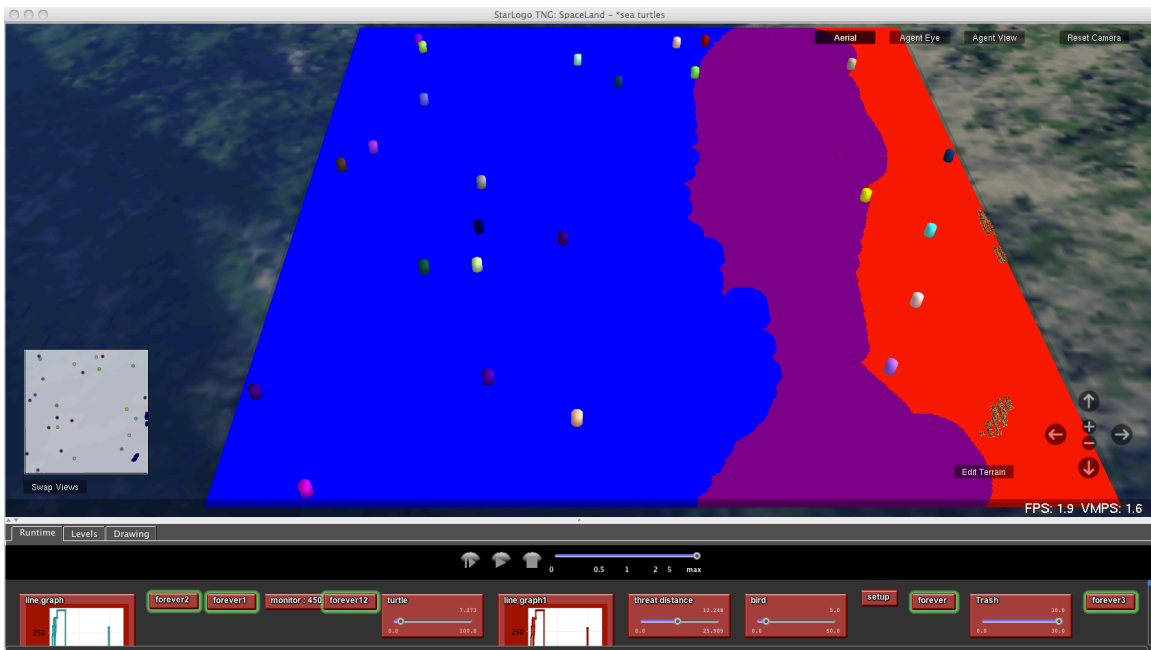 StarLogo TNG: SpaceLand – *sea turtles
Aerial Agent Eye Agent View Reset Camera
Edit Terrain
Swap Views
FPS: 1.9 VMPS: 1.6
Runtime Levels Drawing
0 0.5 1 2 5 max
line graph forever2 forever1 monitor : 450 forever12 turtle line graph1 threat distance bird setup forever Trash forever3
7.273 12.248 5.0 30.0
0.0 100.0 0.0 25.909 0.0 50.0 0.0 30.0
250 250